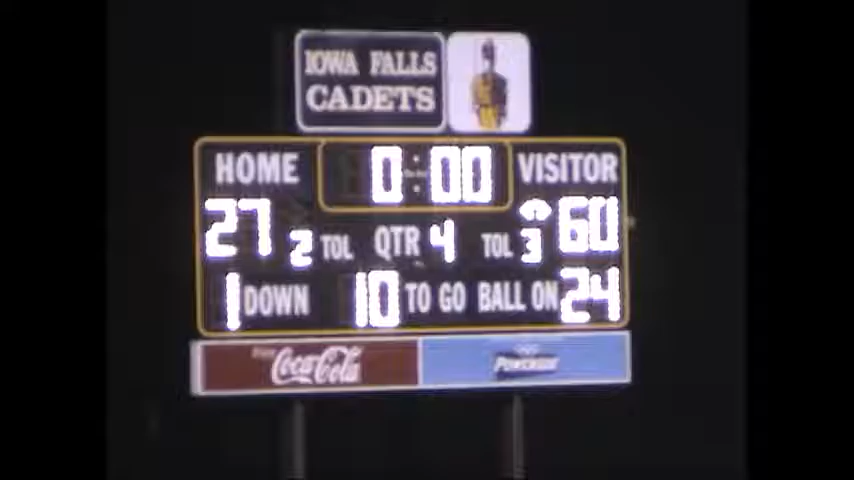 IOWA FALLS
CADETS
HOME 0:00 VISITOR
27 2 TOL QTR 4 TOL 3 60
1 DOWN 10 TO GO BALL ON 24
Coca-Cola POWERADE